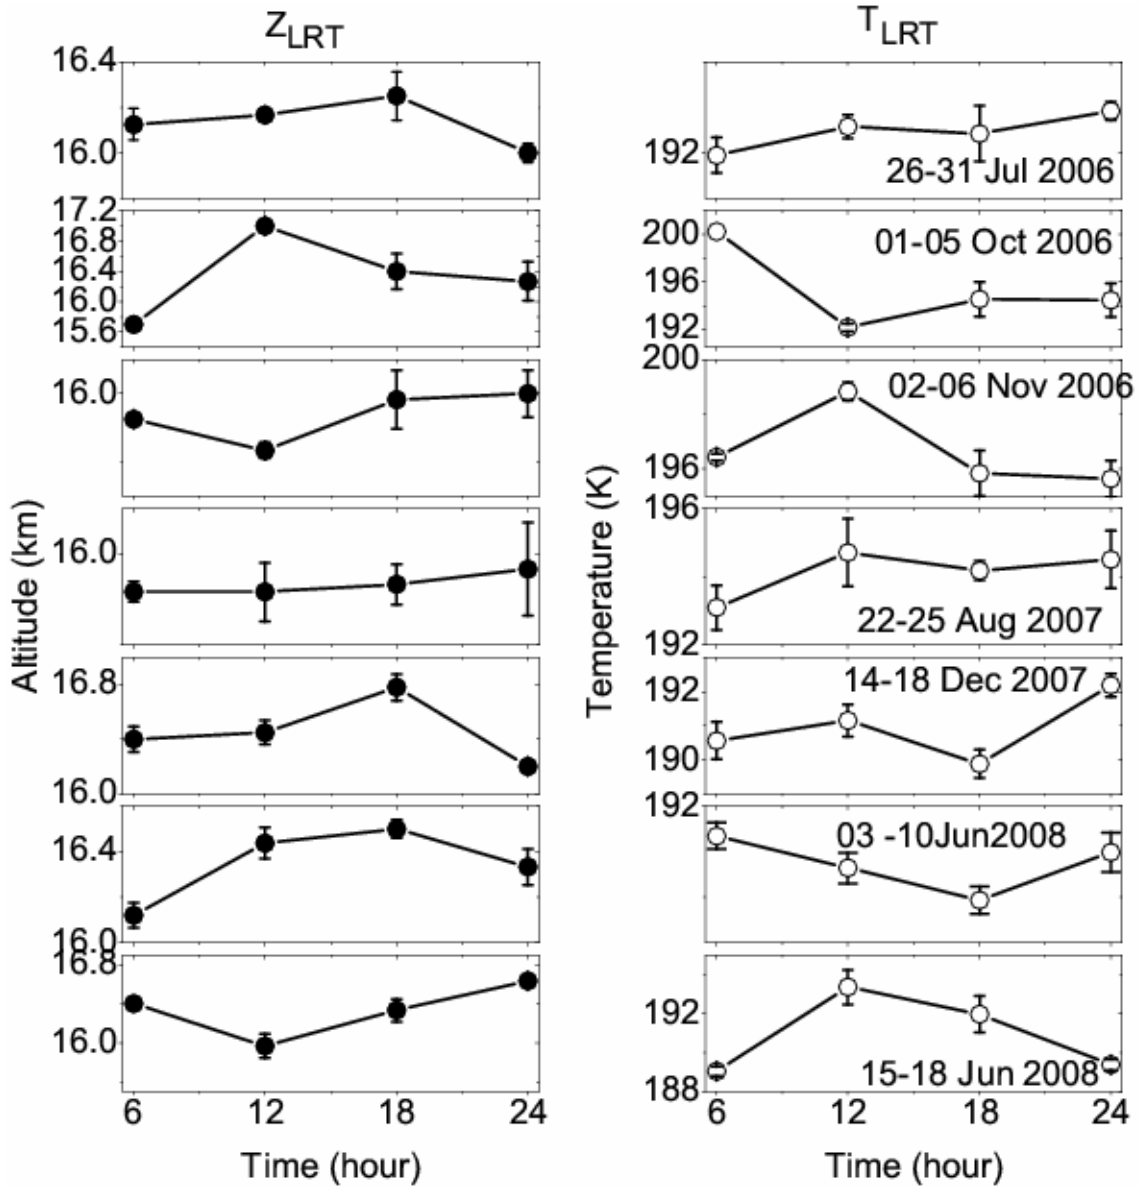 Z_LRT
T_LRT
16.4
16.0
192
26-31 Jul 2006
17.2
16.8
16.4
16.0
15.6
200
196
192
01-05 Oct 2006
16.0
200
196
02-06 Nov 2006
16.0
196
192
22-25 Aug 2007
16.8
16.4
16.0
192
190
14-18 Dec 2007
16.4
16.0
192
03 -10Jun2008
16.8
16.0
192
188
15-18 Jun 2008
Altitude (km)
Temperature (K)
6 12 18 24
6 12 18 24
Time (hour)
Time (hour)